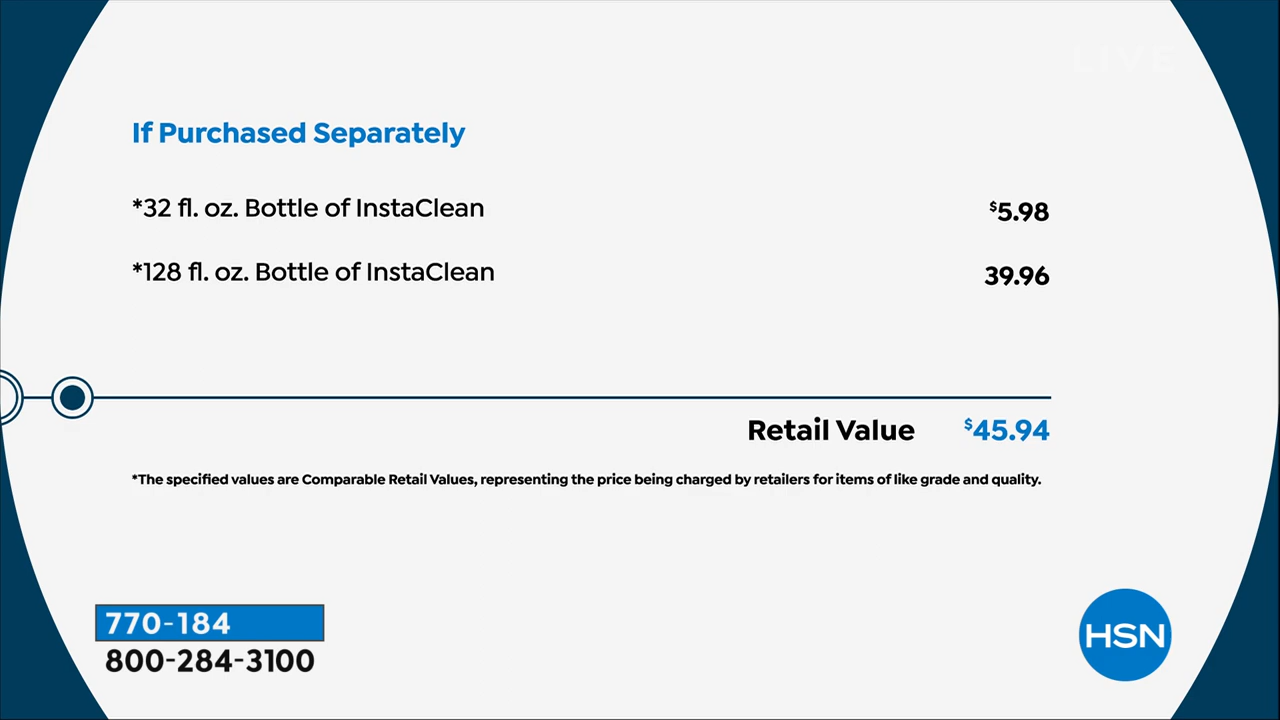 LIVE
If Purchased Separately
*32 fl. oz. Bottle of InstaClean $5.98
*128 fl. oz. Bottle of InstaClean 39.96
Retail Value $45.94
*The specified values are Comparable Retail Values, representing the price being charged by retailers for items of like grade and quality.
770-184
800-284-3100
HSN